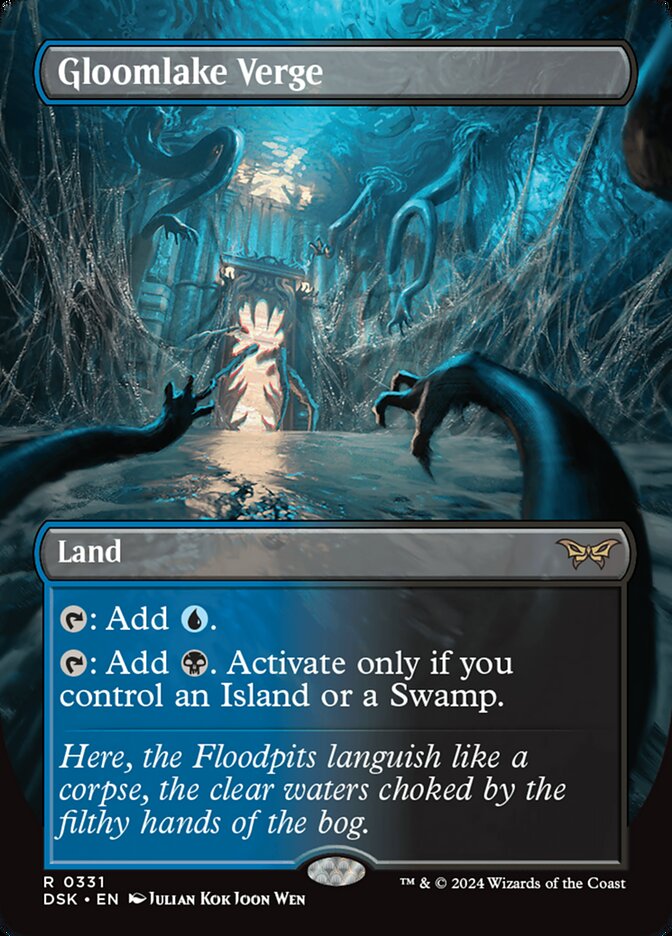 Gloomlake Verge
Land
: Add .
: Add . Activate only if you
control an Island or a Swamp.
Here, the Floodpits languish like a
corpse, the clear waters choked by the
filthy hands of the bog.
R 0331
DSK • EN Julian Kok Joon Wen
™ & © 2024 Wizards of the Coast